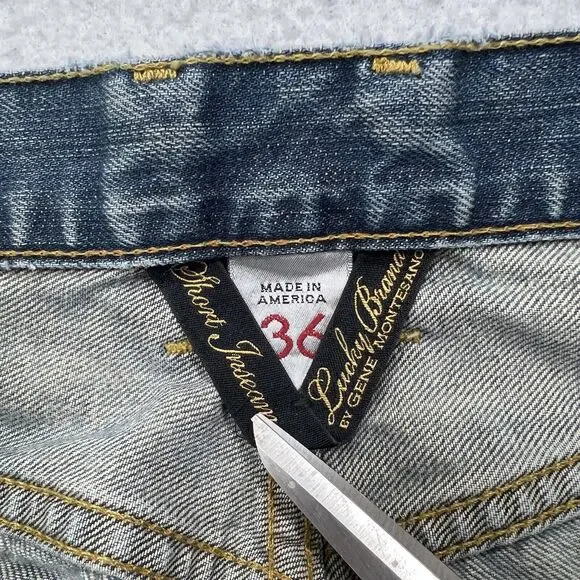 Short Inseam
MADE IN
AMERICA
36
Lucky Brand
BY GENE MONTESANO